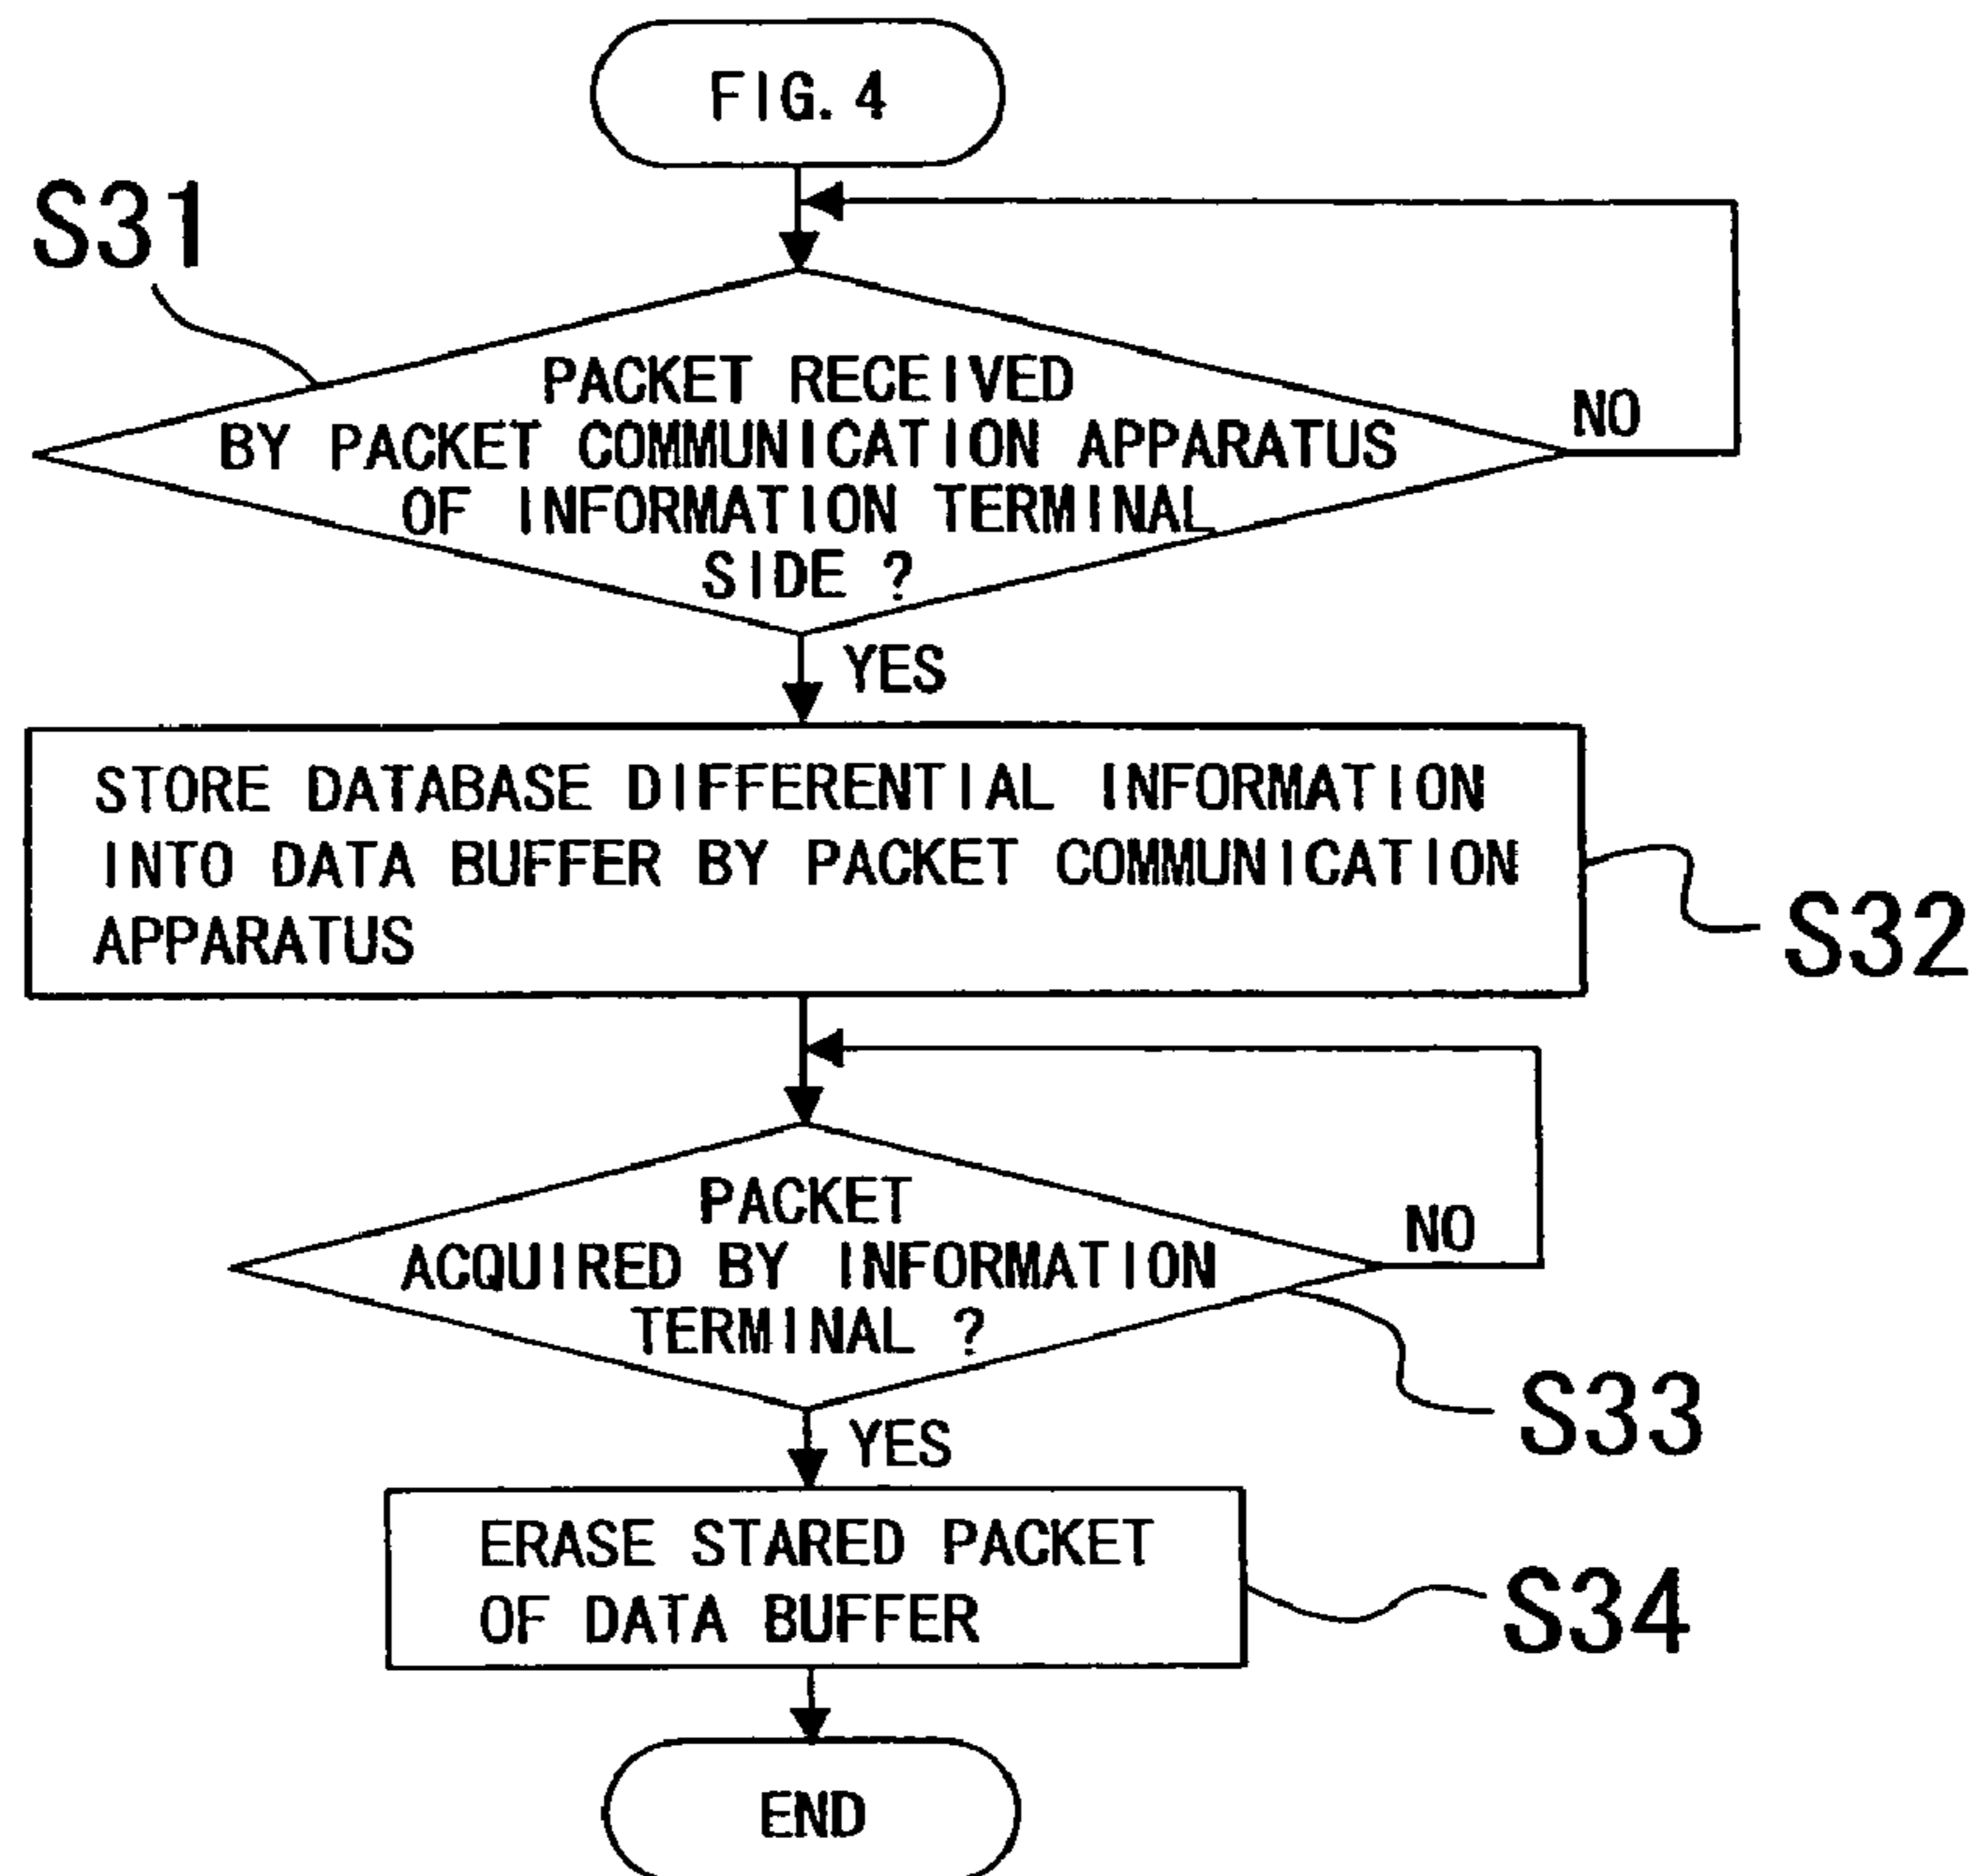 FIG. 4
S31
PACKET RECEIVED
BY PACKET COMMUNICATION APPARATUS
OF INFORMATION TERMINAL
SIDE ?
NO
YES
STORE DATABASE DIFFERENTIAL INFORMATION
INTO DATA BUFFER BY PACKET COMMUNICATION
APPARATUS
S32
PACKET
ACQUIRED BY INFORMATION
TERMINAL ?
NO
S33
YES
ERASE STARED PACKET
OF DATA BUFFER
S34
END